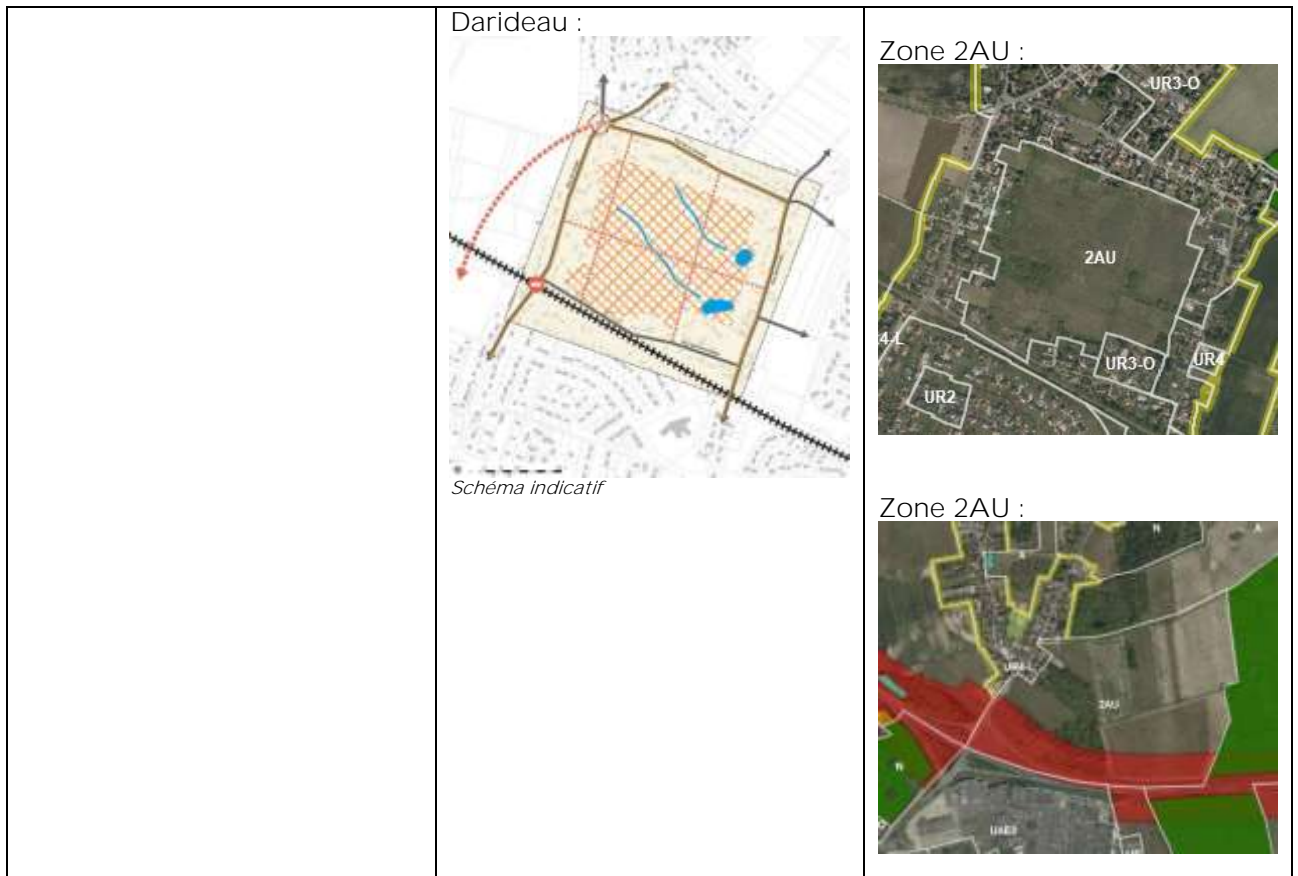 Darideau :
Schéma indicatif
Zone 2AU :
UR3-O
2AU
UR3-O
UR4
UR2
Zone 2AU :
N
A
2AU
N